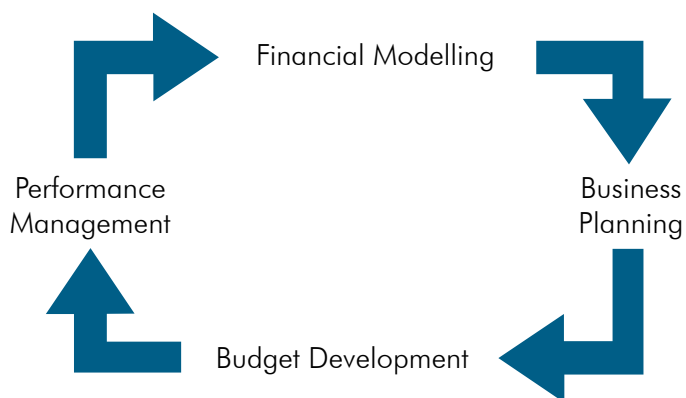 Financial Modelling
Performance
Management
Business
Planning
Budget Development